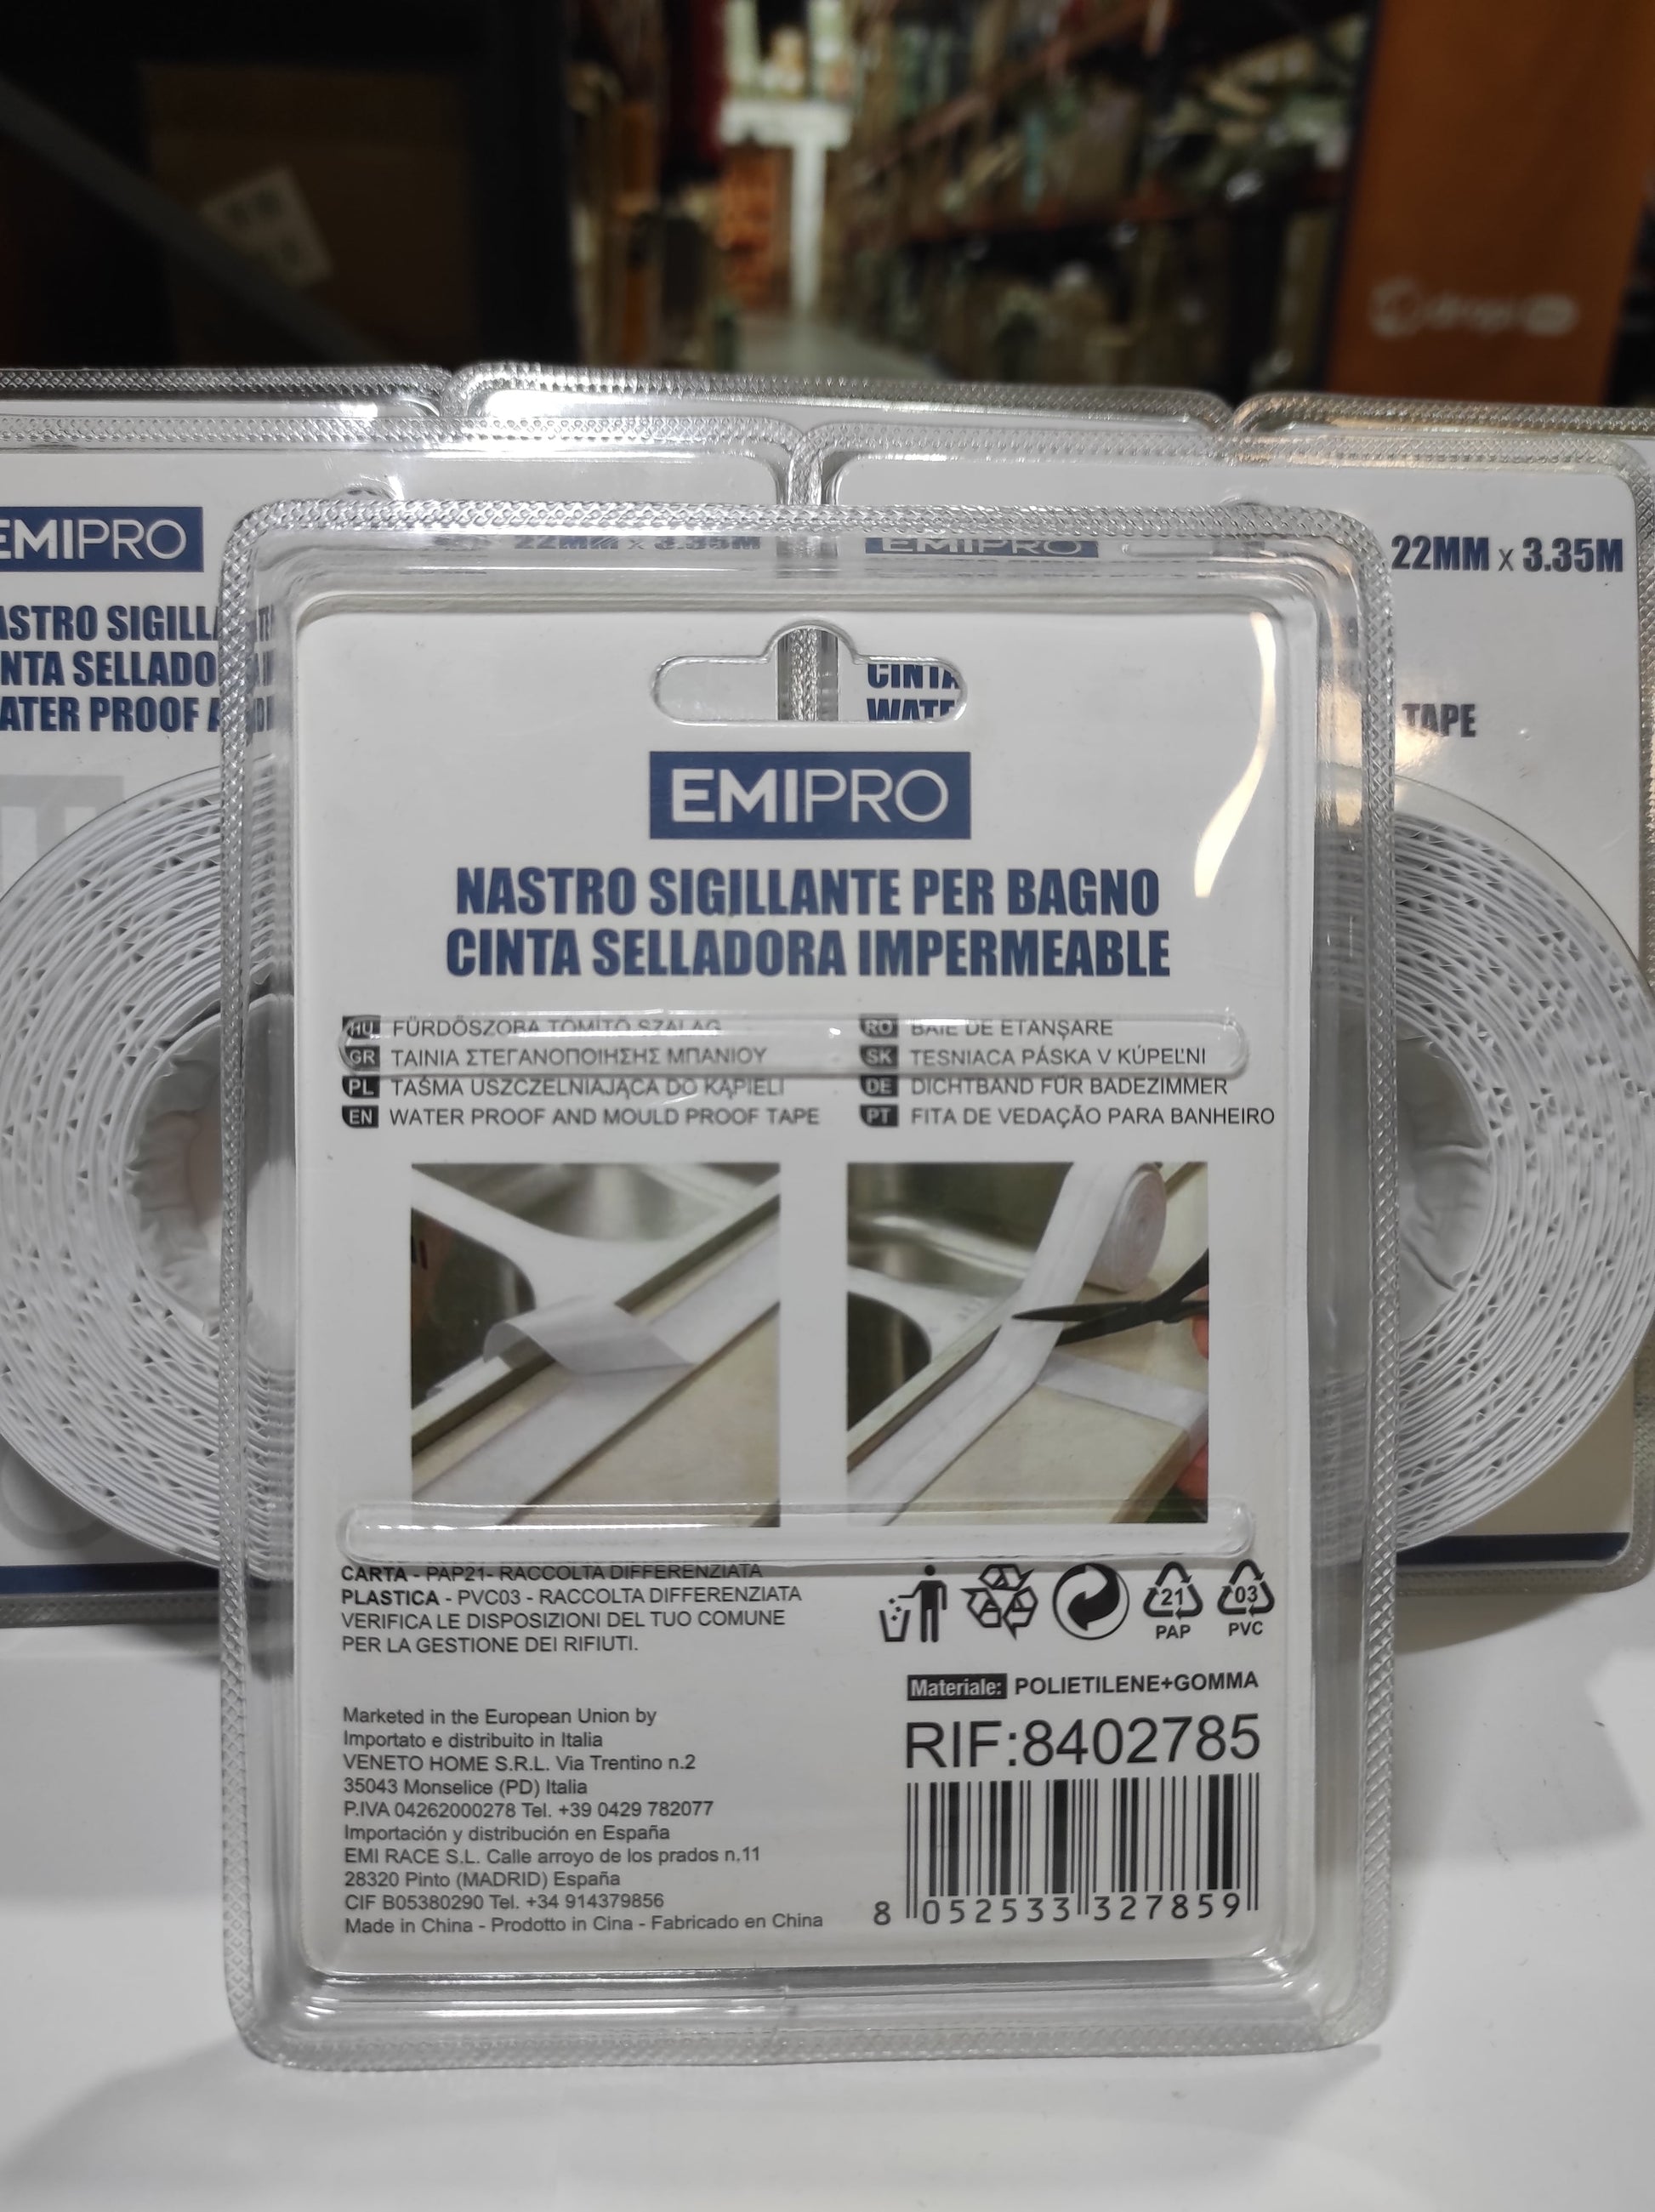 EMIPRO
22MM x 3.35M
TAPE
EMIPRO
22MM x 3.35M
EMIPRO
CINTA
EMIPRO
NASTRO SIGILLANTE PER BAGNO
CINTA SELLADORA IMPERMEABLE
HU FÜRDŐSZOBA TÖMÍTŐ SZALAG
GR ΤΑΙΝΙΑ ΣΤΕΓΑΝΟΠΟΙΗΣΗΣ ΜΠΑΝΙΟΥ
PL TAŚMA USZCZELNIAJĄCA DO KĄPIELI
EN WATER PROOF AND MOULD PROOF TAPE
RO BAIE DE ETANȘARE
SK TESNIACA PÁSKA V KÚPEĽNI
DE DICHTBAND FÜR BADEZIMMER
PT FITA DE VEDAÇÃO PARA BANHEIRO
CARTA - PAP21- RACCOLTA DIFFERENZIATA
PLASTICA - PVC03 - RACCOLTA DIFFERENZIATA
VERIFICA LE DISPOSIZIONI DEL TUO COMUNE
PER LA GESTIONE DEI RIFIUTI.
21
PAP
03
PVC
Materiale: POLIETILENE+GOMMA
RIF:8402785
8 052533 327859
Marketed in the European Union by
Importato e distribuito in Italia
VENETO HOME S.R.L. Via Trentino n.2
35043 Monselice (PD) Italia
P.IVA 04262000278 Tel. +39 0429 782077
Importación y distribución en España
EMI RACE S.L. Calle arroyo de los prados n.11
28320 Pinto (MADRID) España
CIF B05380290 Tel. +34 914379856
Made in China - Prodotto in Cina - Fabricado en China